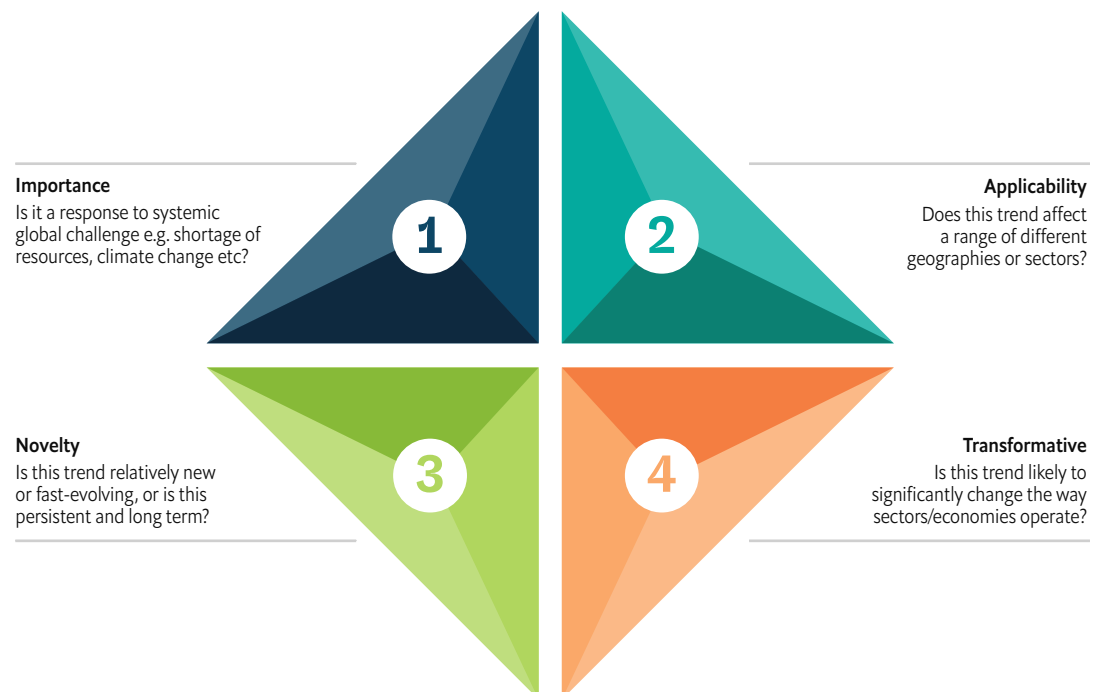 1
Importance
Is it a response to systemic
global challenge e.g. shortage of
resources, climate change etc?
2
Applicability
Does this trend affect
a range of different
geographies or sectors?
3
Novelty
Is this trend relatively new
or fast-evolving, or is this
persistent and long term?
4
Transformative
Is this trend likely to
significantly change the way
sectors/economies operate?